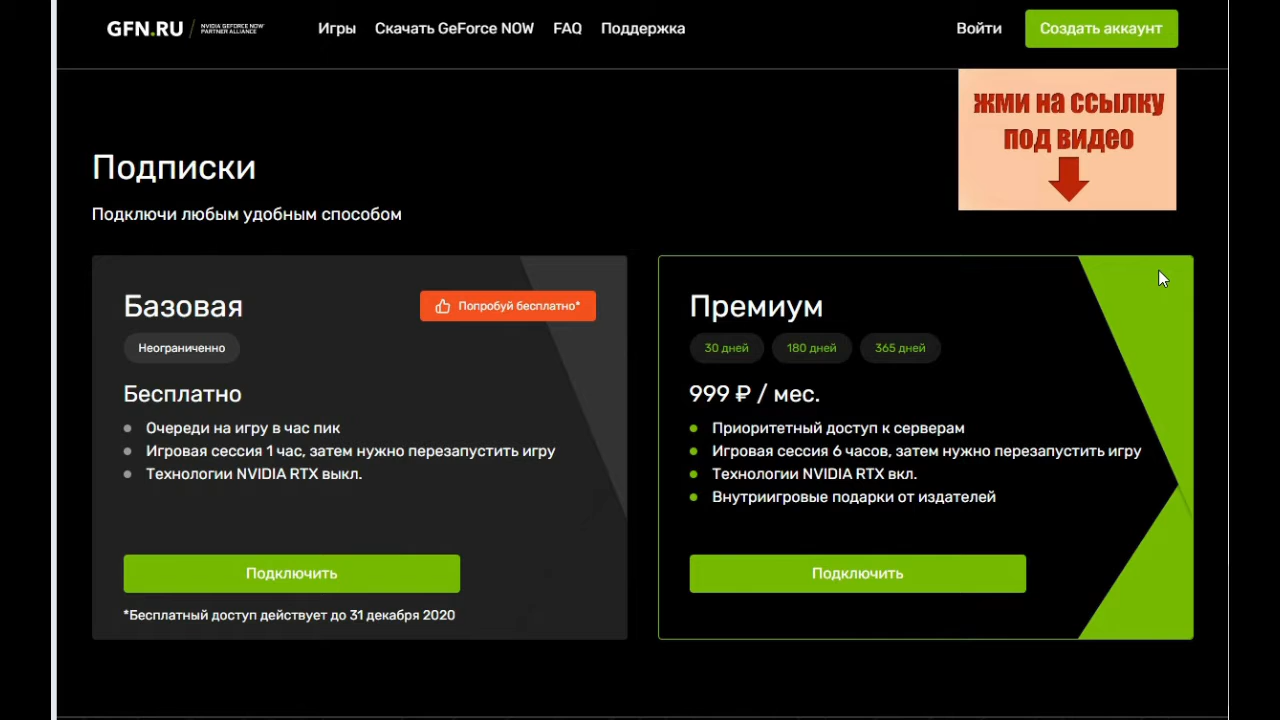 GFN.RU
NVIDIA GEFORCE NOW
PARTNER ALLIANCE
Игры
Скачать GeForce NOW
FAQ
Поддержка
Войти
Создать аккаунт
ЖМИ НА ССЫЛКУ
ПОД ВИДЕО
Подписки
Подключи любым удобным способом
Базовая
Попробуй бесплатно*
Неограниченно
Бесплатно
Очереди на игру в час пик
Игровая сессия 1 час, затем нужно перезапустить игру
Технологии NVIDIA RTX выкл.
Подключить
*Бесплатный доступ действует до 31 декабря 2020
Премиум
30 дней
180 дней
365 дней
999 ₽ / мес.
Приоритетный доступ к серверам
Игровая сессия 6 часов, затем нужно перезапустить игру
Технологии NVIDIA RTX вкл.
Внутриигровые подарки от издателей
Подключить